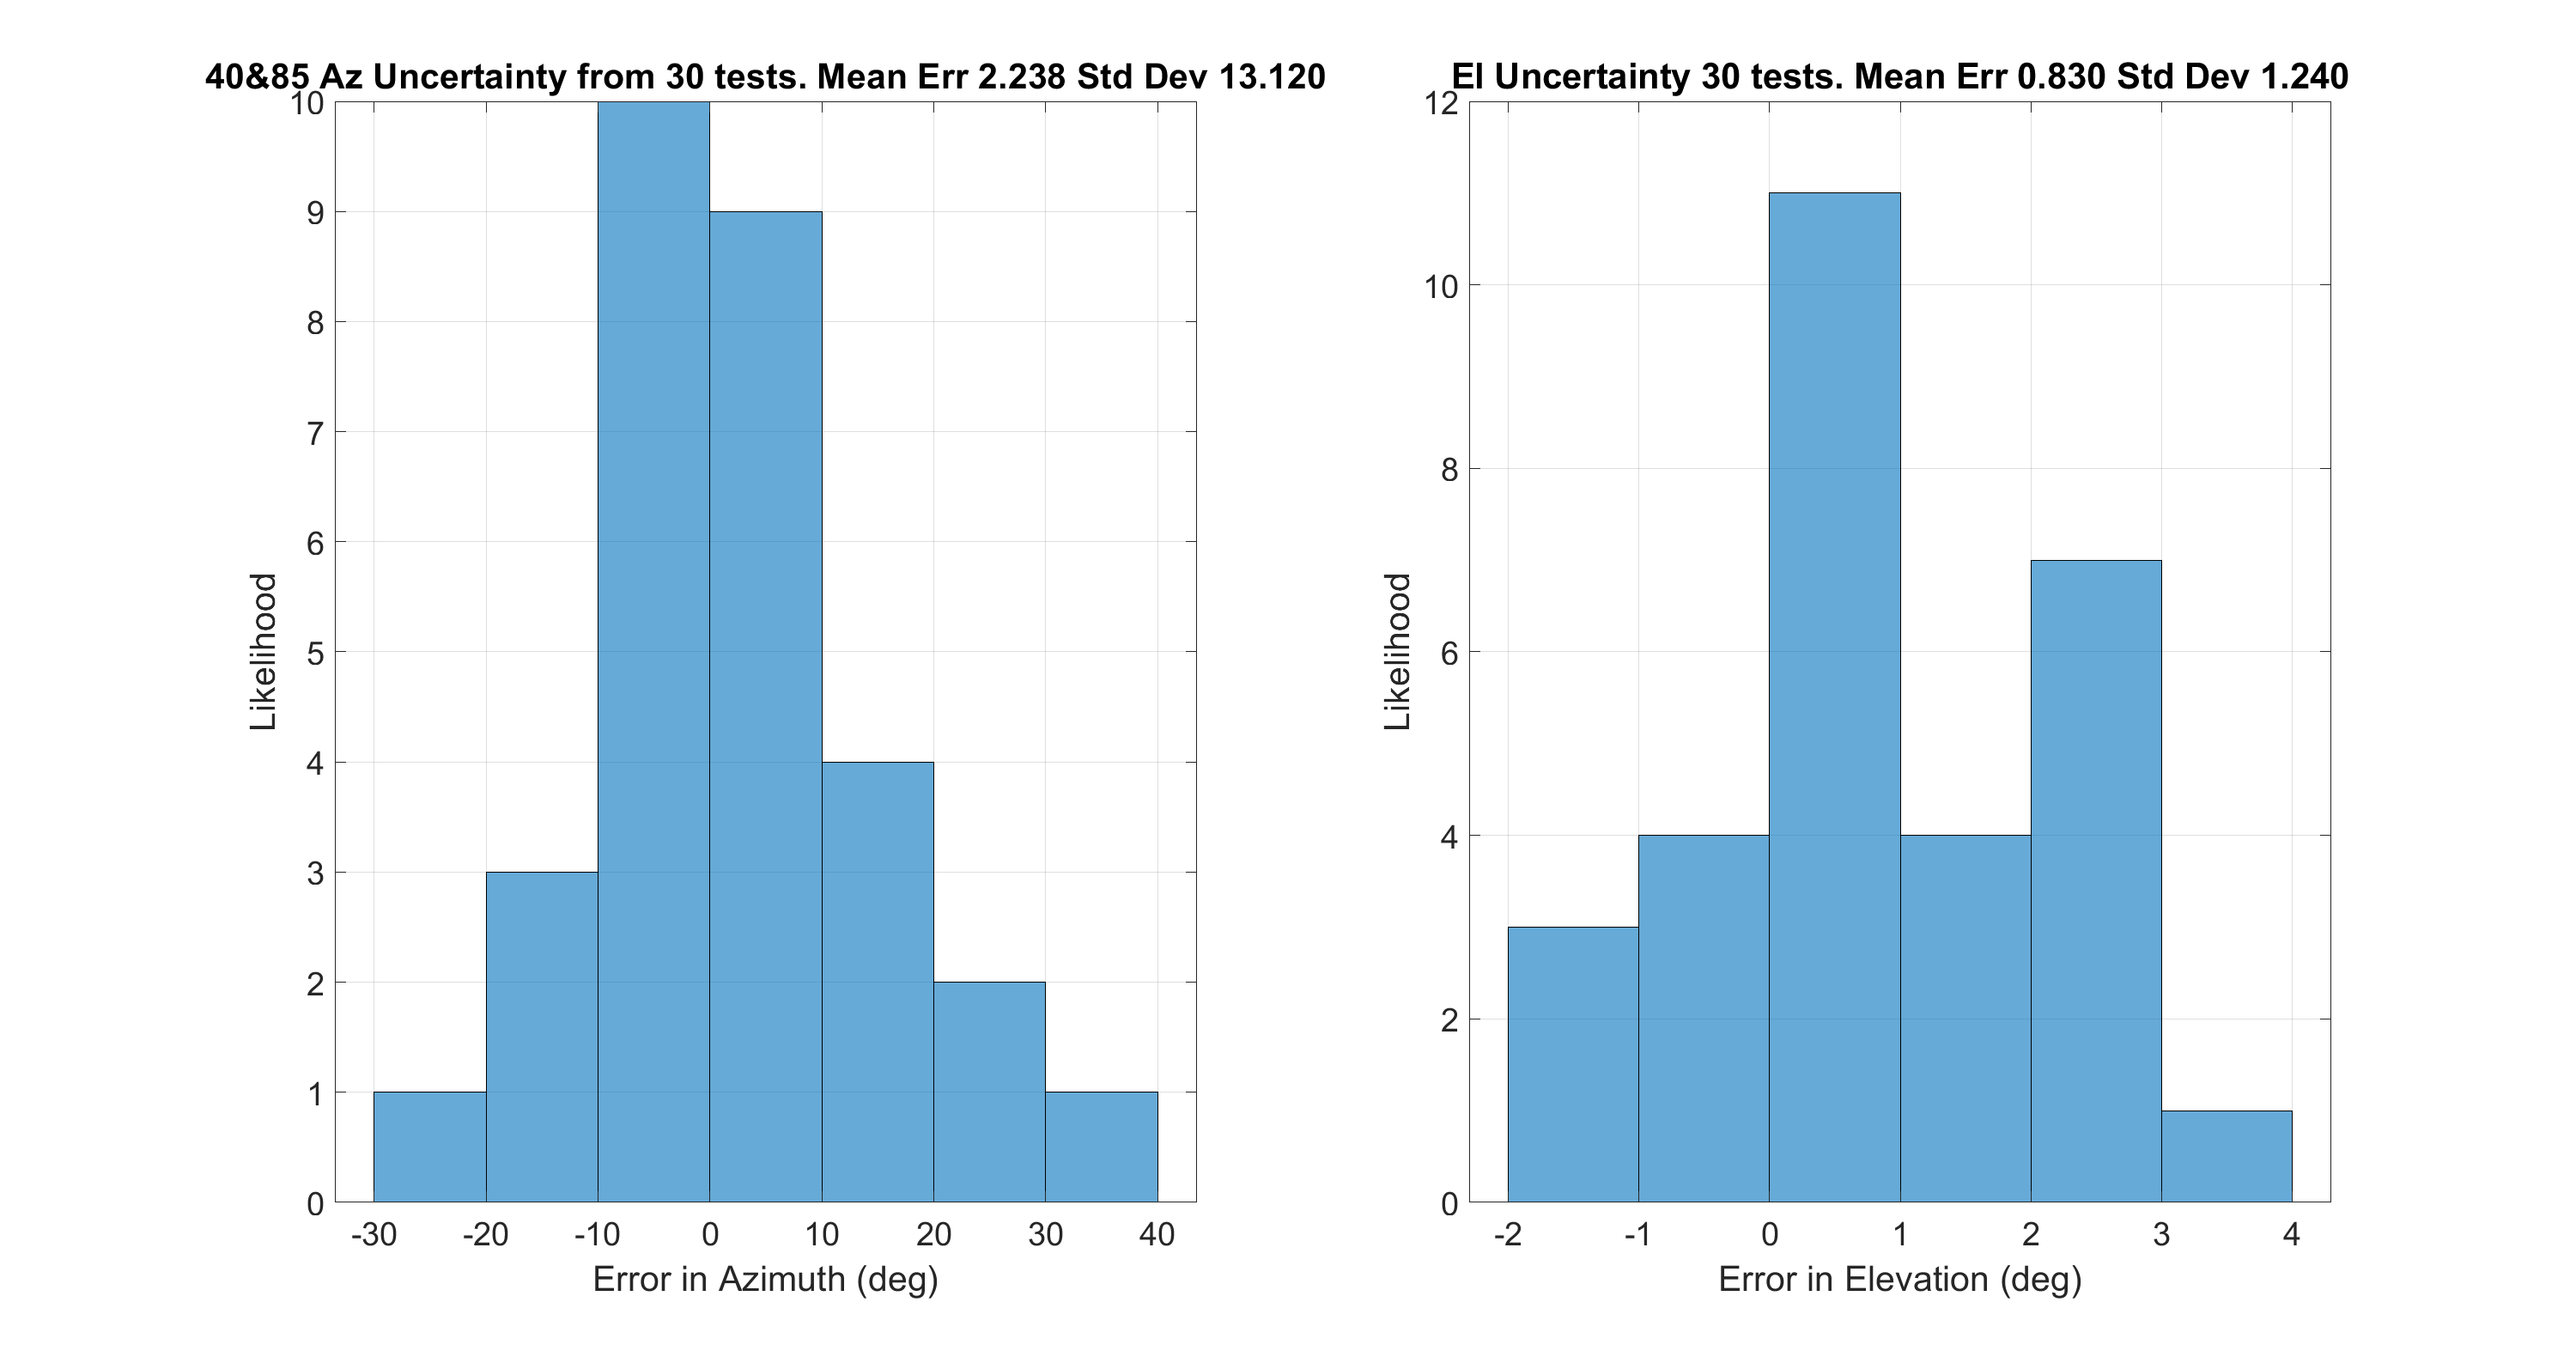 40&85 Az Uncertainty from 30 tests. Mean Err 2.238 Std Dev 13.120
10
9
8
7
6
5
4
3
2
1
0
Likelihood
-30 -20 -10 0 10 20 30 40
Error in Azimuth (deg)
El Uncertainty 30 tests. Mean Err 0.830 Std Dev 1.240
12
10
8
6
4
2
0
Likelihood
-2 -1 0 1 2 3 4
Error in Elevation (deg)